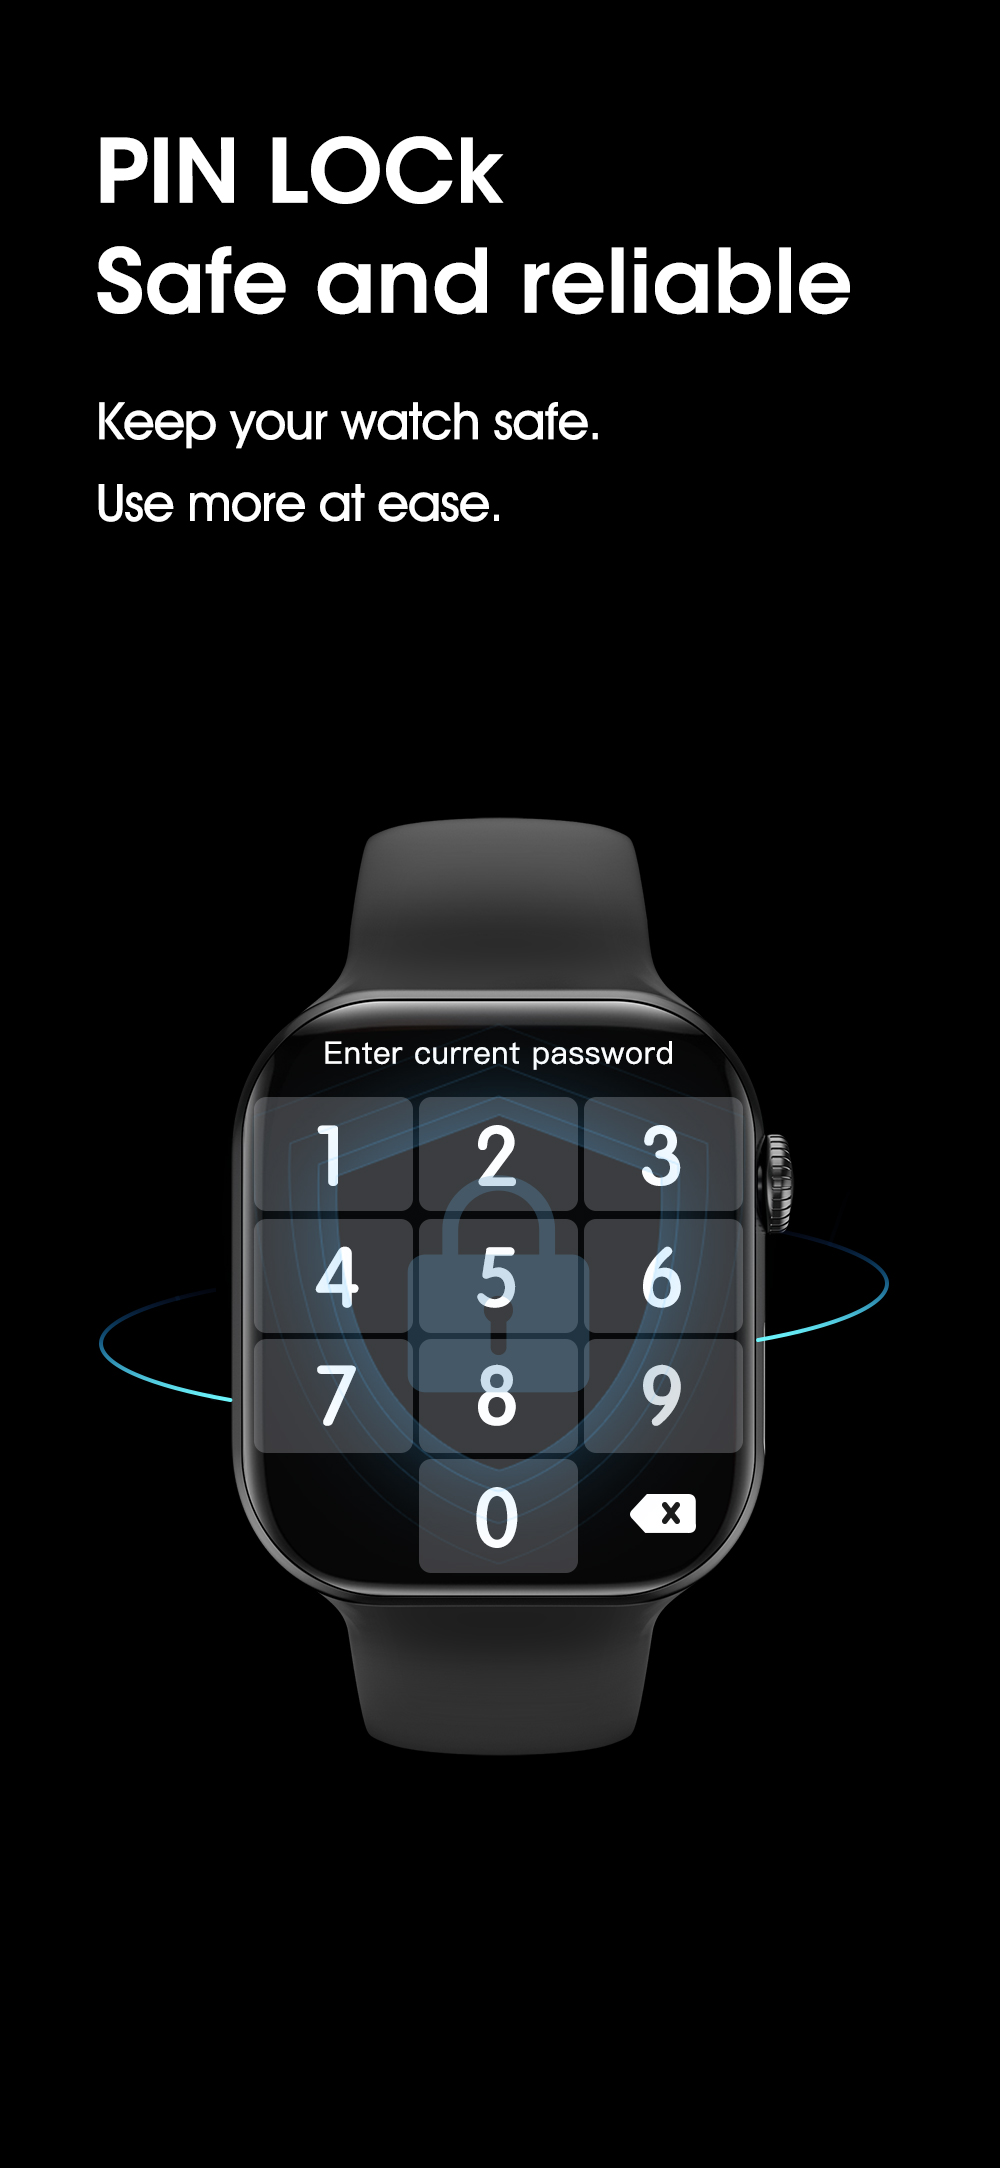 PIN LOCk
Safe and reliable
Keep your watch safe.
Use more at ease.
Enter current password
1 2 3
4 5 6
7 8 9
0